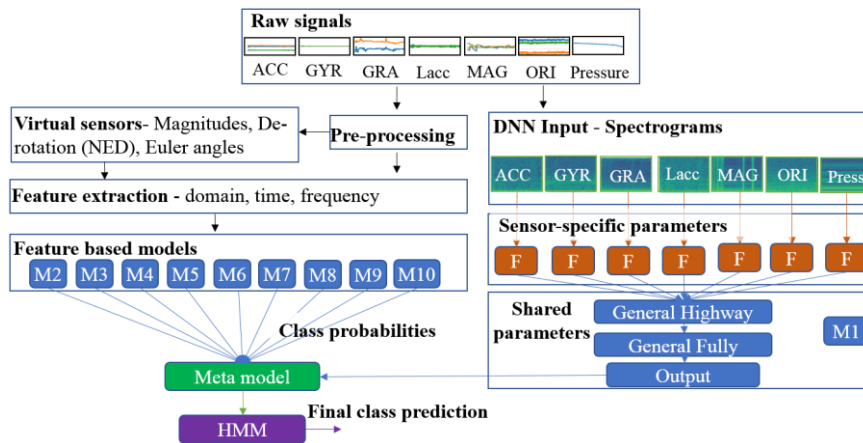 Raw signals
ACC GYR GRA Lacc MAG ORI Pressure
Virtual sensors- Magnitudes, De-
rotation (NED), Euler angles
Pre-processing
Feature extraction - domain, time, frequency
Feature based models
M2 M3 M4 M5 M6 M7 M8 M9 M10
Class probabilities
DNN Input - Spectrograms
ACC GYR GRA Lacc MAG ORI Press
Sensor-specific parameters
F F F F F F F
Shared
parameters
General Highway
General Fully
Output
M1
Meta model
HMM
Final class prediction